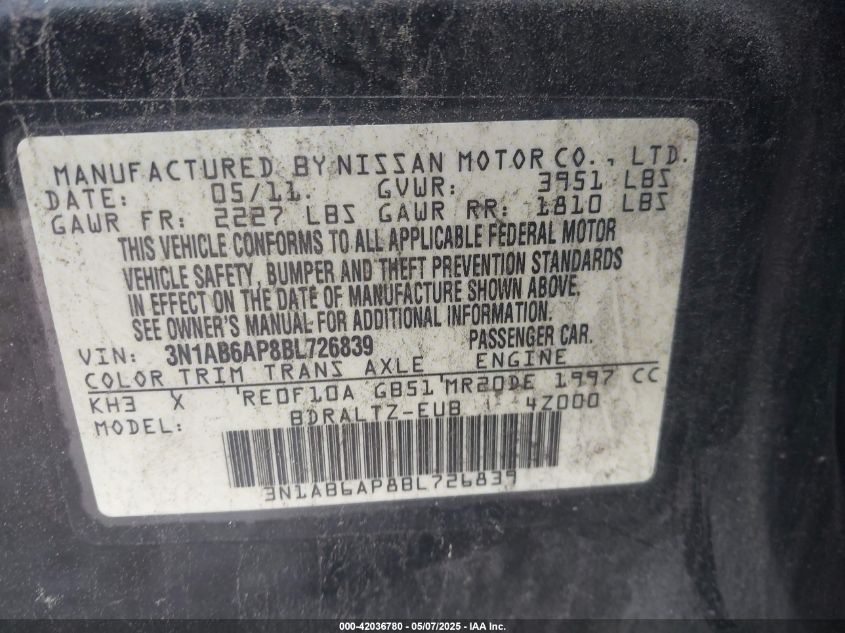 MANUFACTURED BY NISSAN MOTOR CO., LTD.
DATE: 05/11 GVWR: 3951 LBS
GAWR FR: 2227 LBS GAWR RR: 1810 LBS
THIS VEHICLE CONFORMS TO ALL APPLICABLE FEDERAL MOTOR
VEHICLE SAFETY, BUMPER AND THEFT PREVENTION STANDARDS
IN EFFECT ON THE DATE OF MANUFACTURE SHOWN ABOVE.
SEE OWNER'S MANUAL FOR ADDITIONAL INFORMATION.
VIN: 3N1AB6AP8BL726839 PASSENGER CAR.
COLOR TRIM TRANS AXLE ENGINE
KH3 X RE0F10A GB51 MR20DE 1997 CC
MODEL: BDRALTZ-EUB 4Z000
3N1AB6AP8BL726839
000-42036780 - 05/07/2025 - IAA Inc.